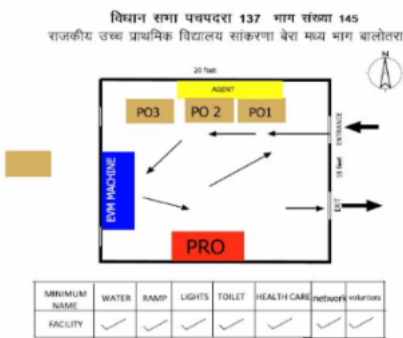 विधान सभा पचपदरा 137 भाग संख्या 145
राजकीय उच्च प्राथमिक विद्यालय सांकरणा बेरा मध्य भाग बालोतरा
N
20 feet
AGENT
PO3 PO 2 PO1
ENTRANCE
18 feet
EVM MACHINE
EXIT
PRO
MINIMUM NAME WATER RAMP LIGHTS TOILET HEALTH CARE network volunteers
FACILITY